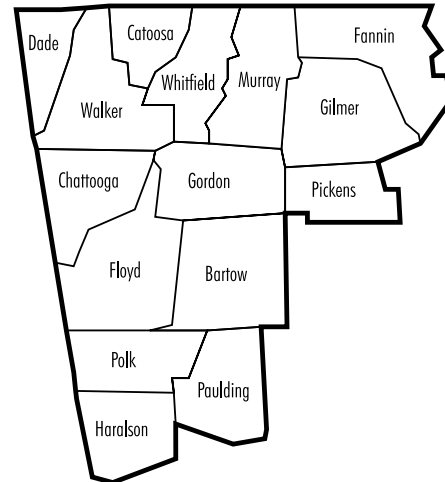 Dade
Catoosa
Fannin
Whitfield
Murray
Walker
Gilmer
Chattooga
Gordon
Pickens
Floyd
Bartow
Polk
Paulding
Haralson